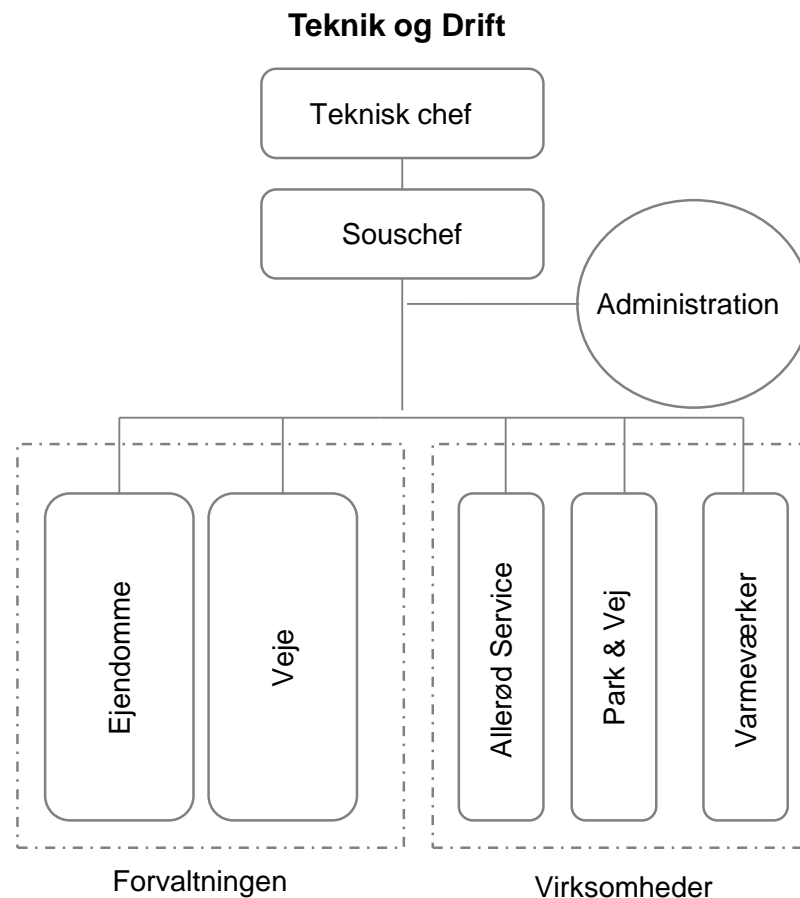 Teknik og Drift
Teknisk chef
Souschef
Administration
Ejendomme
Veje
Allerød Service
Park & Vej
Varmeværker
Forvaltningen
Virksomheder